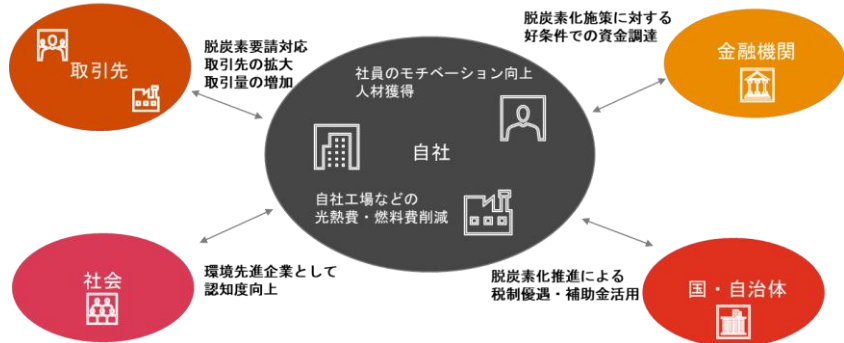 取引先
脱炭素要請対応
取引先の拡大
取引量の増加
社員のモチベーション向上
人材獲得
自社
自社工場などの
光熱費・燃料費削減
脱炭素化施策に対する
好条件での資金調達
金融機関
社会
環境先進企業として
認知度向上
脱炭素化推進による
税制優遇・補助金活用
国・自治体